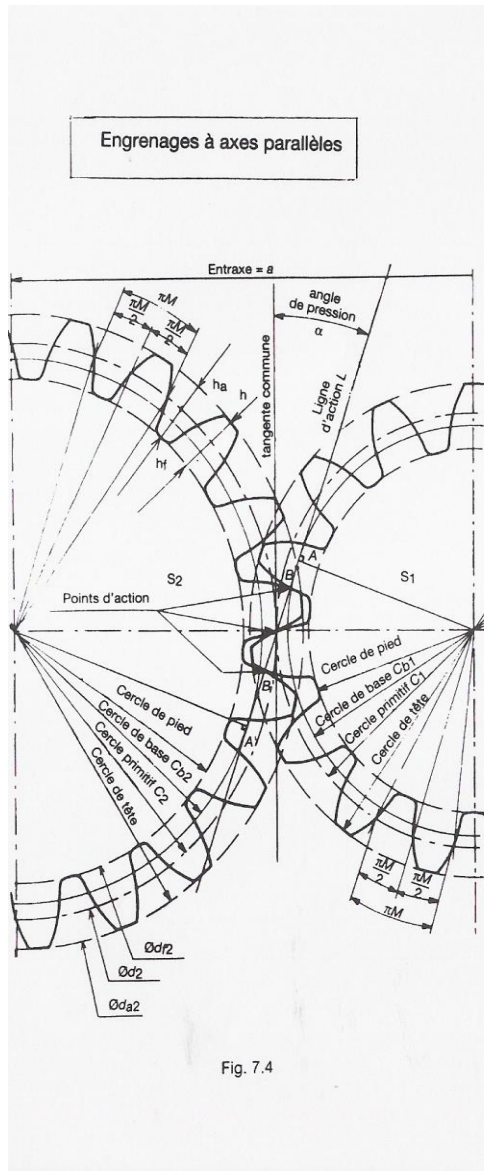 Engrenages à axes parallèles
Entraxe = a
πM
πM
2
πM
2
angle
de pression
α
ha
h
hf
tangente commune
Ligne
d'action L
A
B
S2
S1
Points d'action
B'
A'
Cercle de pied
Cercle de base Cb1
Cercle primitif C1
Cercle de tête
Cercle de pied
Cercle de base Cb2
Cercle primitif C2
Cercle de tête
πM
2
πM
2
πM
Ødf2
Ød2
Øda2
Fig. 7.4